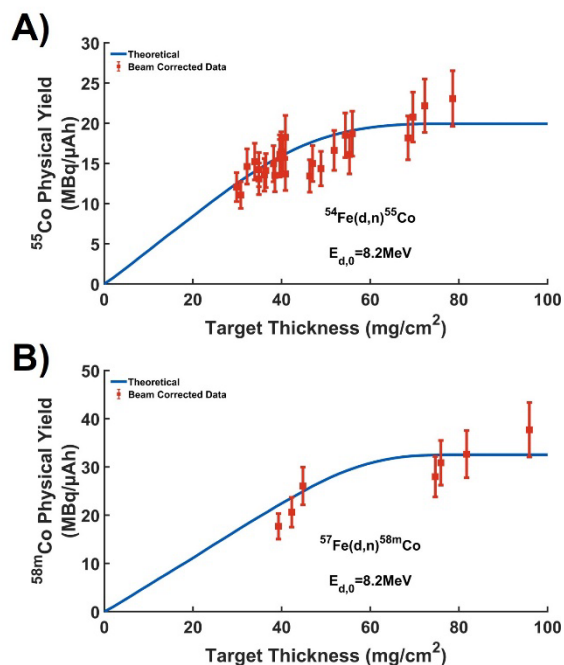 A)
Theoretical
Beam Corrected Data
⁵⁵Co Physical Yield
(MBq/µAh)
30
25
20
15
10
5
0
⁵⁴Fe(d,n)⁵⁵Co
E_d,0=8.2MeV
0 20 40 60 80 100
Target Thickness (mg/cm²)
B)
Theoretical
Beam Corrected Data
⁵⁸ᵐCo Physical Yield
(MBq/µAh)
50
40
30
20
10
0
⁵⁷Fe(d,n)⁵⁸ᵐCo
E_d,0=8.2MeV
0 20 40 60 80 100
Target Thickness (mg/cm²)